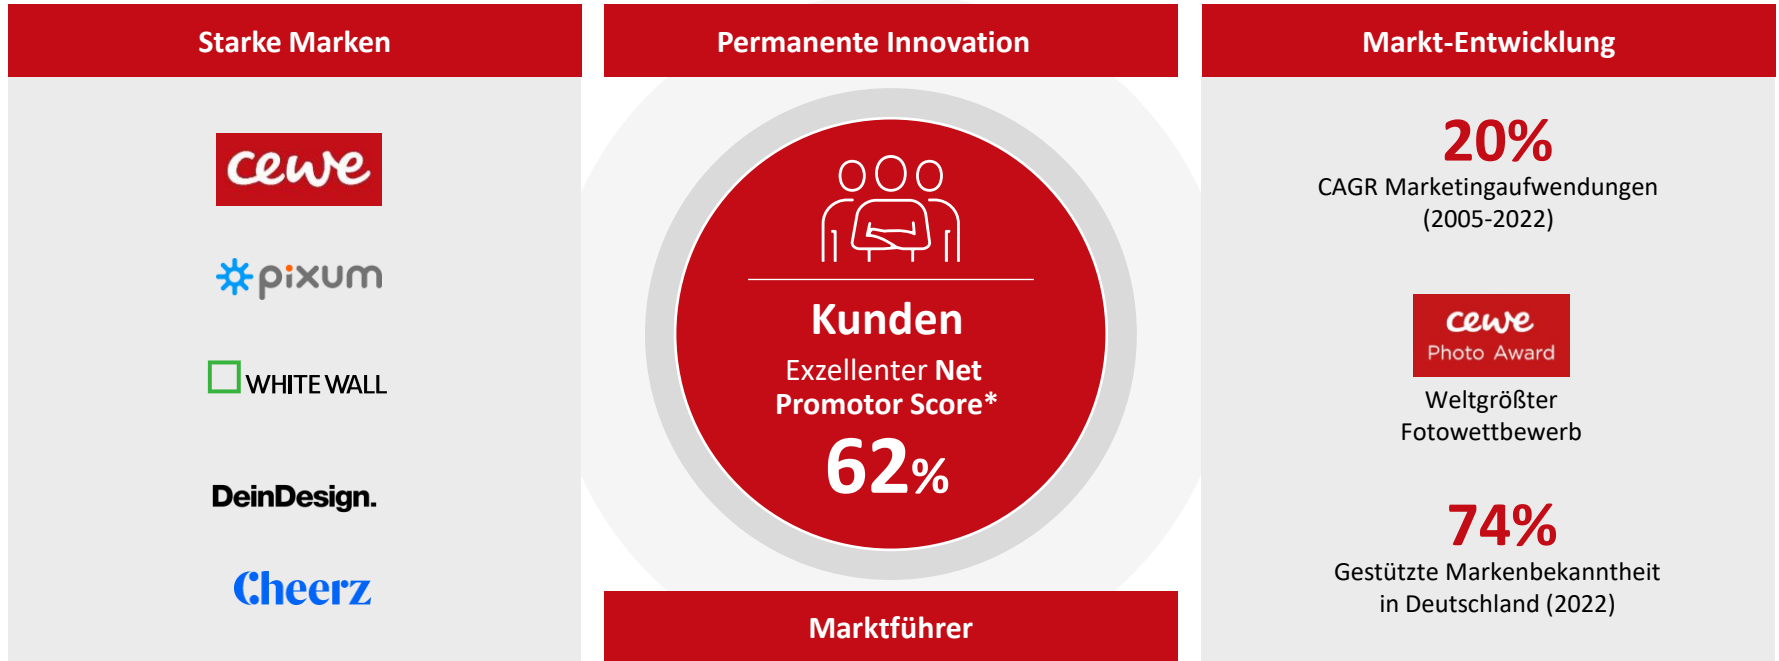 Starke Marken
cewe
pixum
WHITE WALL
DeinDesign.
Cheerz
Permanente Innovation
Kunden
Exzellenter Net
Promotor Score*
62%
Marktführer
Markt-Entwicklung
20%
CAGR Marketingaufwendungen
(2005-2022)
cewe
Photo Award
Weltgrößter
Fotowettbewerb
74%
Gestützte Markenbekanntheit
in Deutschland (2022)